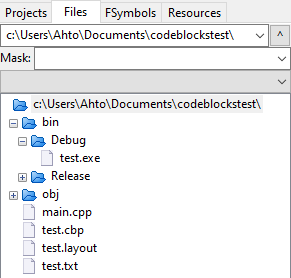 Projects Files FSymbols Resources
c:\Users\Ahto\Documents\codeblockstest\ ^
Mask:
c:\Users\Ahto\Documents\codeblockstest\
bin
Debug
test.exe
Release
obj
main.cpp
test.cbp
test.layout
test.txt